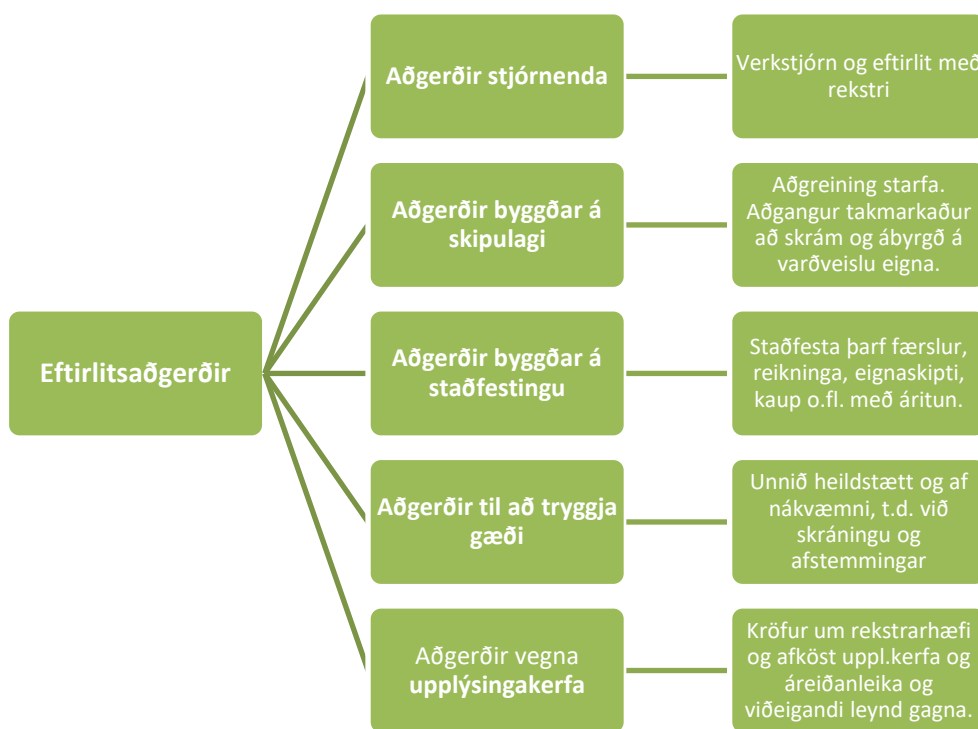 Aðgerðir stjórnenda
Verkstjórn og eftirlit með
rekstri
Aðgerðir byggðar á
skipulagi
Aðgreining starfa.
Aðgangur takmarkaður
að skrám og ábyrgð á
varðveislu eigna.
Eftirlitsaðgerðir
Aðgerðir byggðar á
staðfestingu
Staðfesta þarf færslur,
reikninga, eignaskipti,
kaup o.fl. með áritun.
Aðgerðir til að tryggja
gæði
Unnið heildstætt og af
nákvæmni, t.d. við
skráningu og
afstemmingar
Aðgerðir vegna
upplýsingakerfa
Kröfur um rekstrarhæfi
og afköst uppl.kerfa og
áreiðanleika og
viðeigandi leynd gagna.